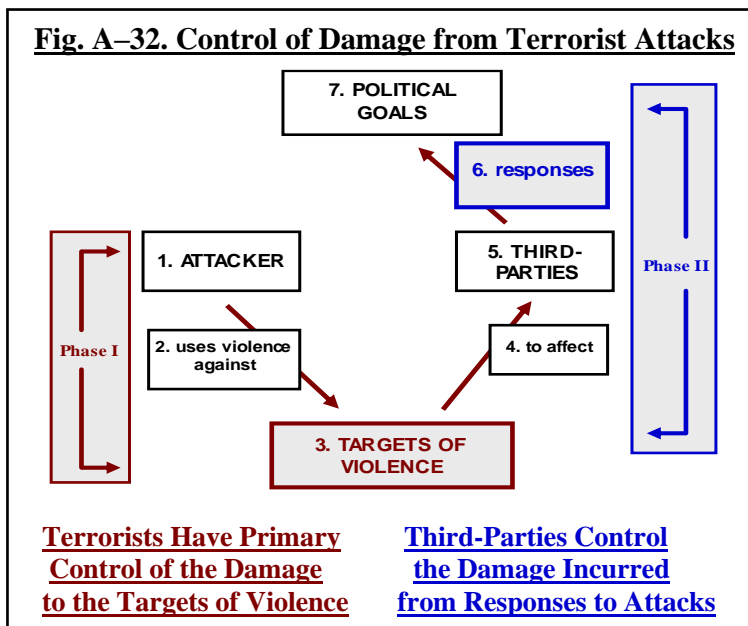 Fig. A–32. Control of Damage from Terrorist Attacks
7. POLITICAL
GOALS
6. responses
1. ATTACKER
5. THIRD-
PARTIES
Phase II
Phase I
2. uses violence
against
4. to affect
3. TARGETS OF
VIOLENCE
Terrorists Have Primary
Control of the Damage
to the Targets of Violence
Third-Parties Control
the Damage Incurred
from Responses to Attacks